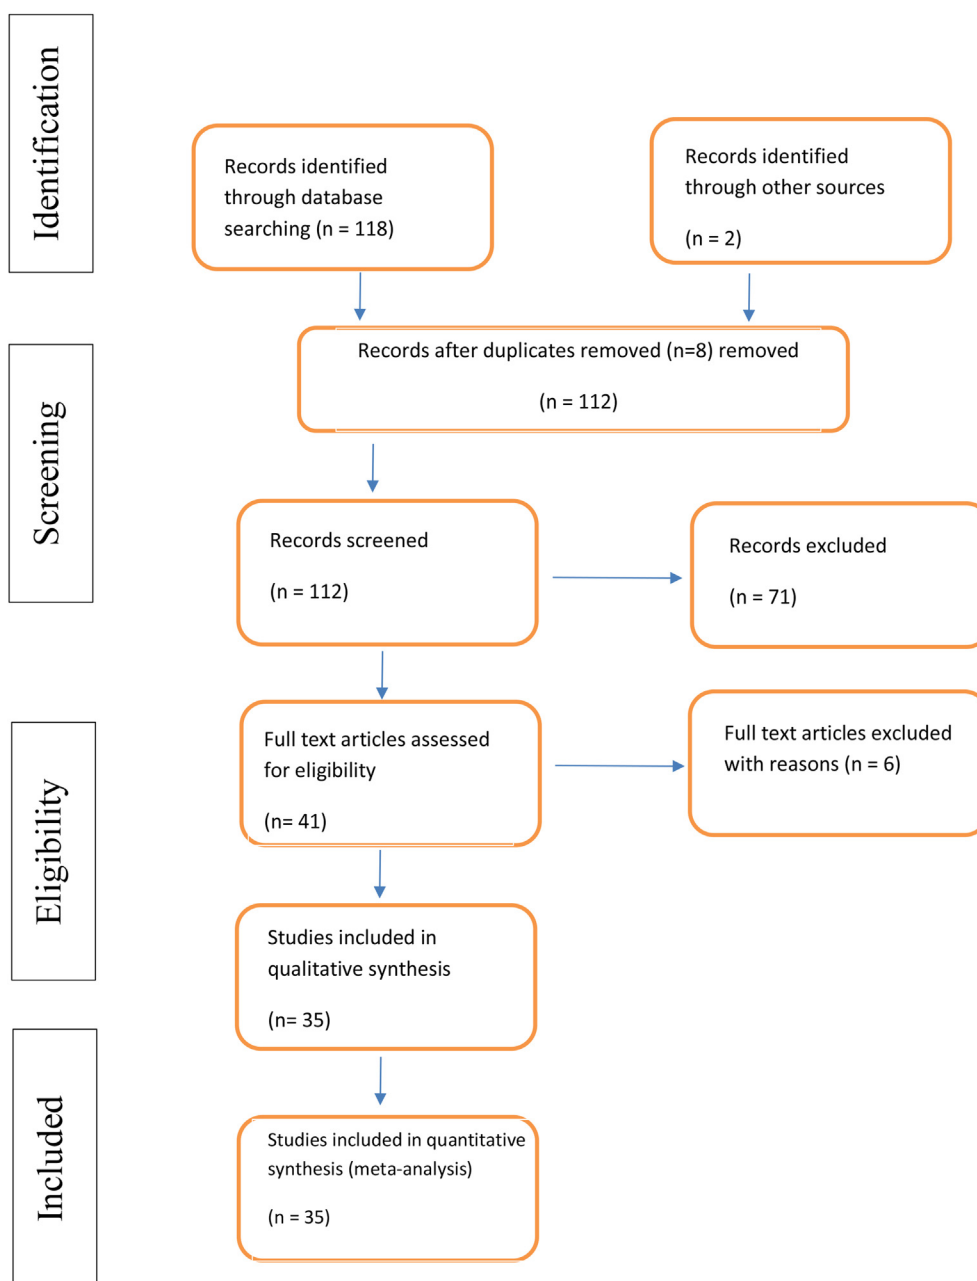 Identification
Records identified
through database
searching (n = 118)
Records identified
through other sources
(n = 2)
Screening
Records after duplicates removed (n=8) removed
(n = 112)
Records screened
(n = 112)
Records excluded
(n = 71)
Eligibility
Full text articles assessed
for eligibility
(n= 41)
Full text articles excluded
with reasons (n = 6)
Studies included in
qualitative synthesis
(n= 35)
Included
Studies included in quantitative
synthesis (meta-analysis)
(n = 35)